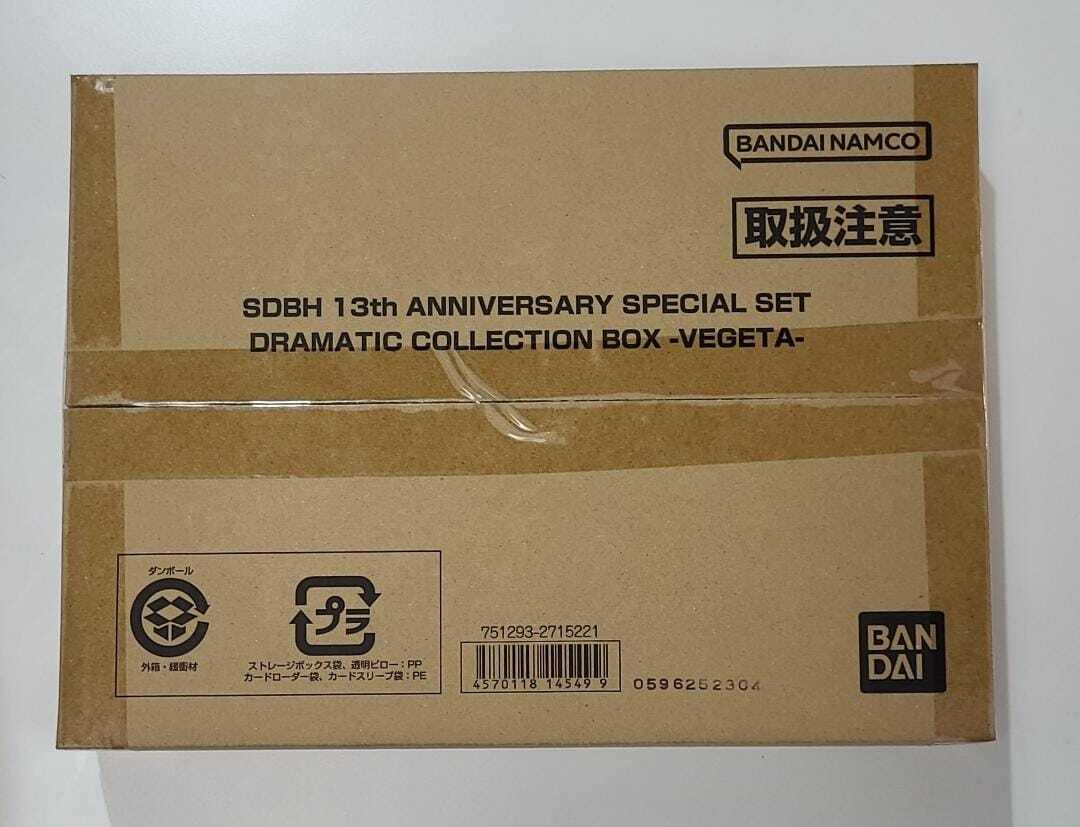 BANDAI NAMCO
取扱注意
SDBH 13th ANNIVERSARY SPECIAL SET
DRAMATIC COLLECTION BOX -VEGETA-
ダンボール
プラ
外箱・緩衝材
ストレージボックス袋、透明ピロー：PP
カードローダー袋、カードスリーブ袋：PE
751293-2715221
4570118 14549 9
0596252304
BAN
DAI